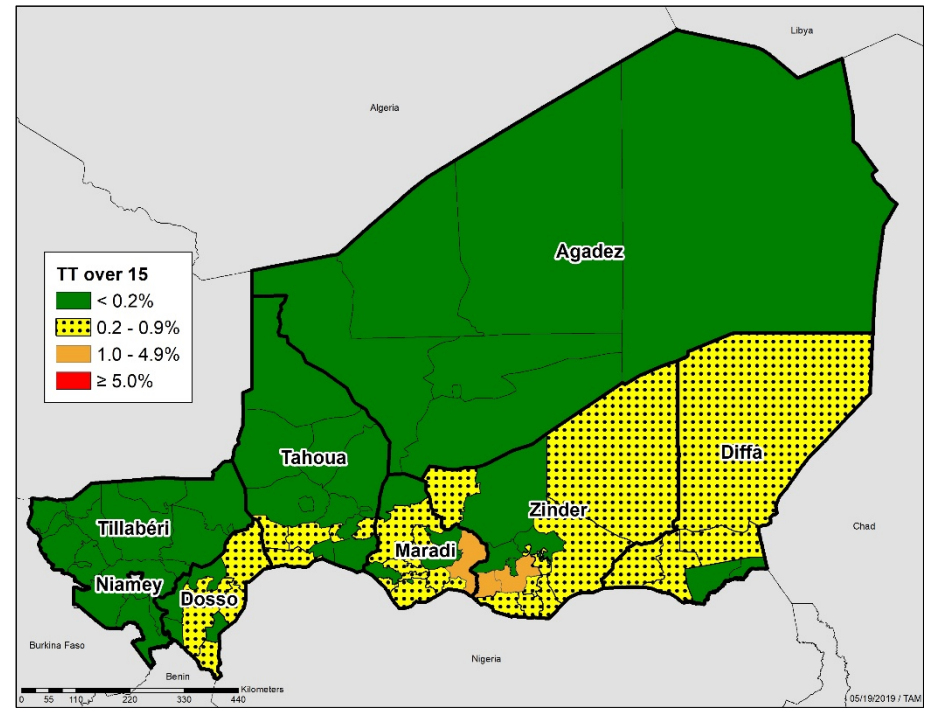 Libya
Algeria
Agadez
TT over 15
< 0.2%
0.2 - 0.9%
1.0 - 4.9%
≥ 5.0%
Tahoua
Diffa
Zinder
Tillabéri
Chad
Maradi
Niamey
Dosso
Burkina Faso
Nigeria
Benin
Kilometers
0 55 110 220 330 440
05/19/2019 / TAM